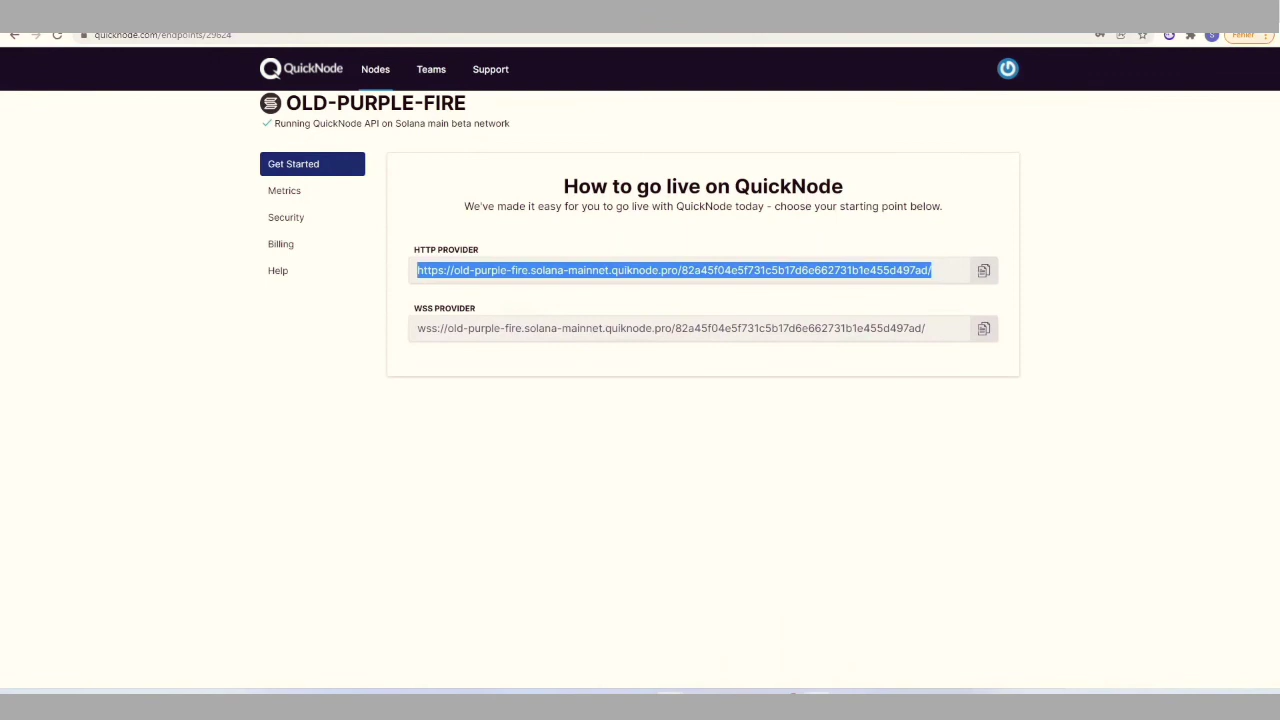 quicknode.com/endpoints/29624
Fehler
QuickNode Nodes Teams Support
OLD-PURPLE-FIRE
Running QuickNode API on Solana main beta network
Get Started
Metrics
Security
Billing
Help
How to go live on QuickNode
We've made it easy for you to go live with QuickNode today - choose your starting point below.
HTTP PROVIDER
https://old-purple-fire.solana-mainnet.quiknode.pro/82a45f04e5f731c5b17d6e662731b1e455d497ad/
WSS PROVIDER
wss://old-purple-fire.solana-mainnet.quiknode.pro/82a45f04e5f731c5b17d6e662731b1e455d497ad/